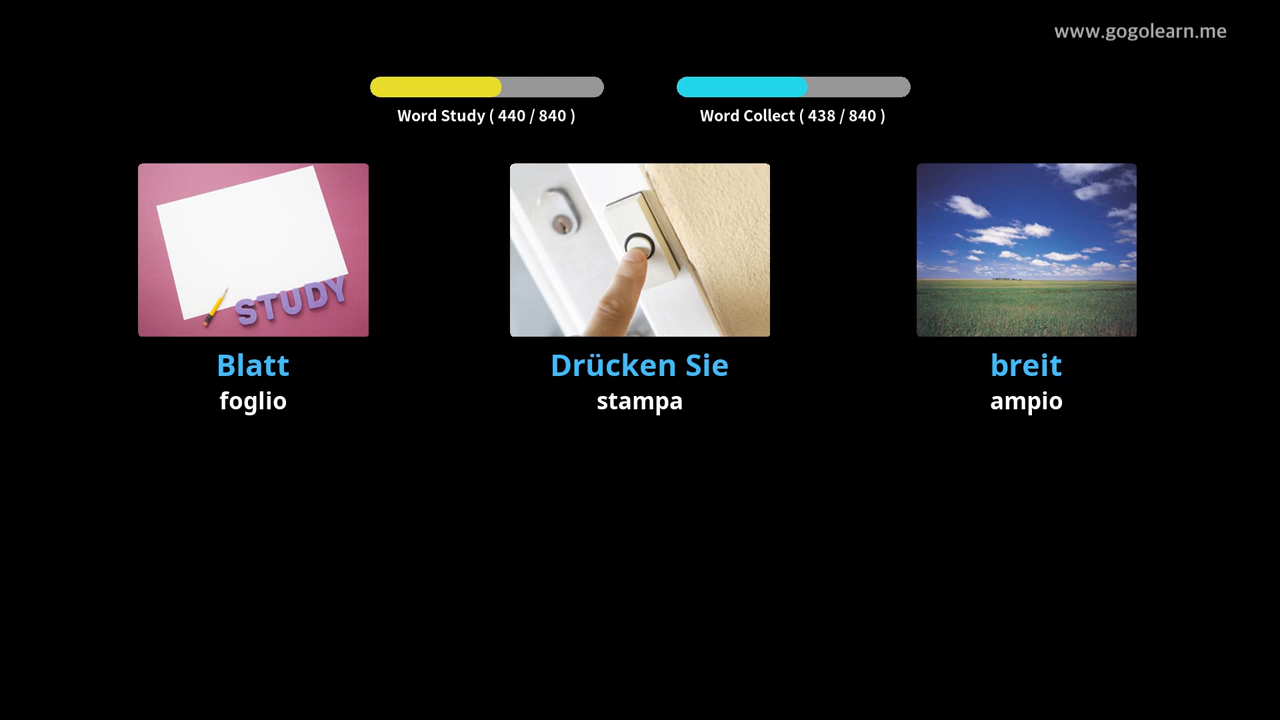 www.gogolearn.me
Word Study ( 440 / 840 )
Word Collect ( 438 / 840 )
STUDY
Blatt
foglio
Drücken Sie
stampa
breit
ampio